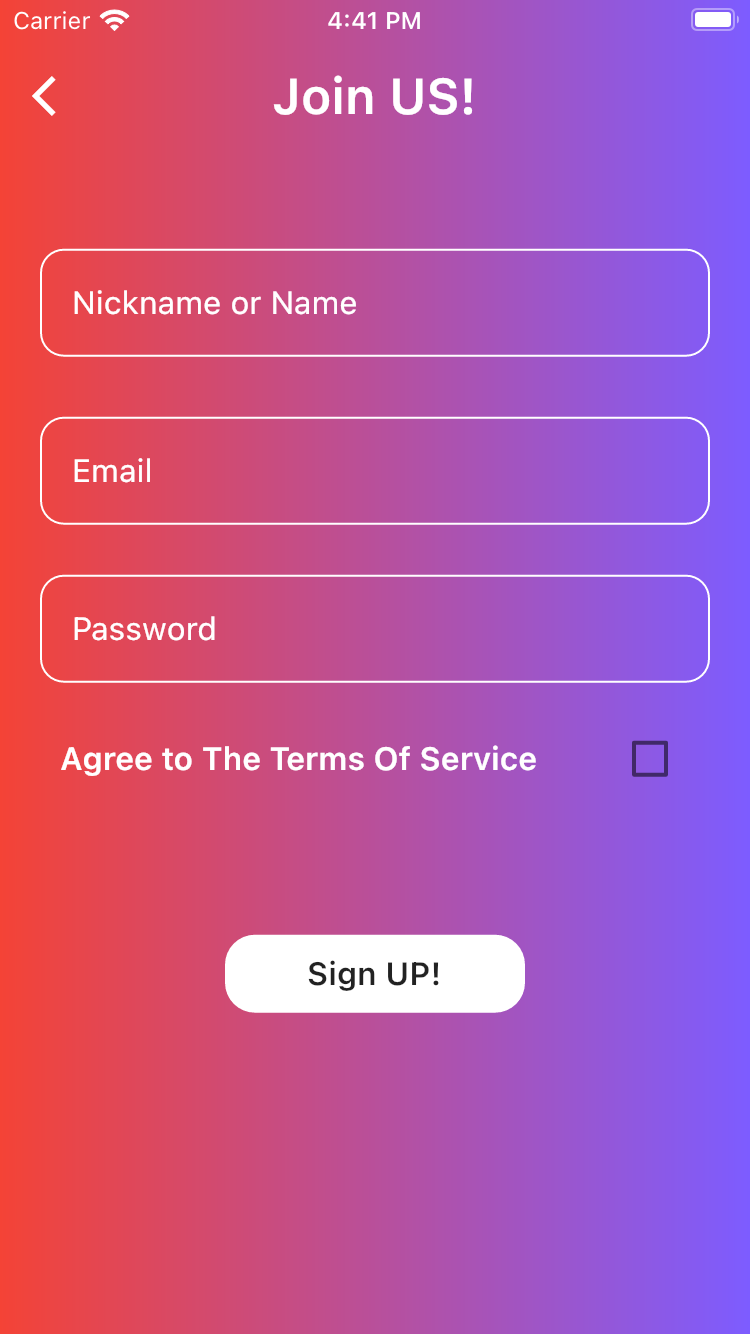 Carrier 4:41 PM
Join US!
Nickname or Name
Email
Password
Agree to The Terms Of Service
Sign UP!